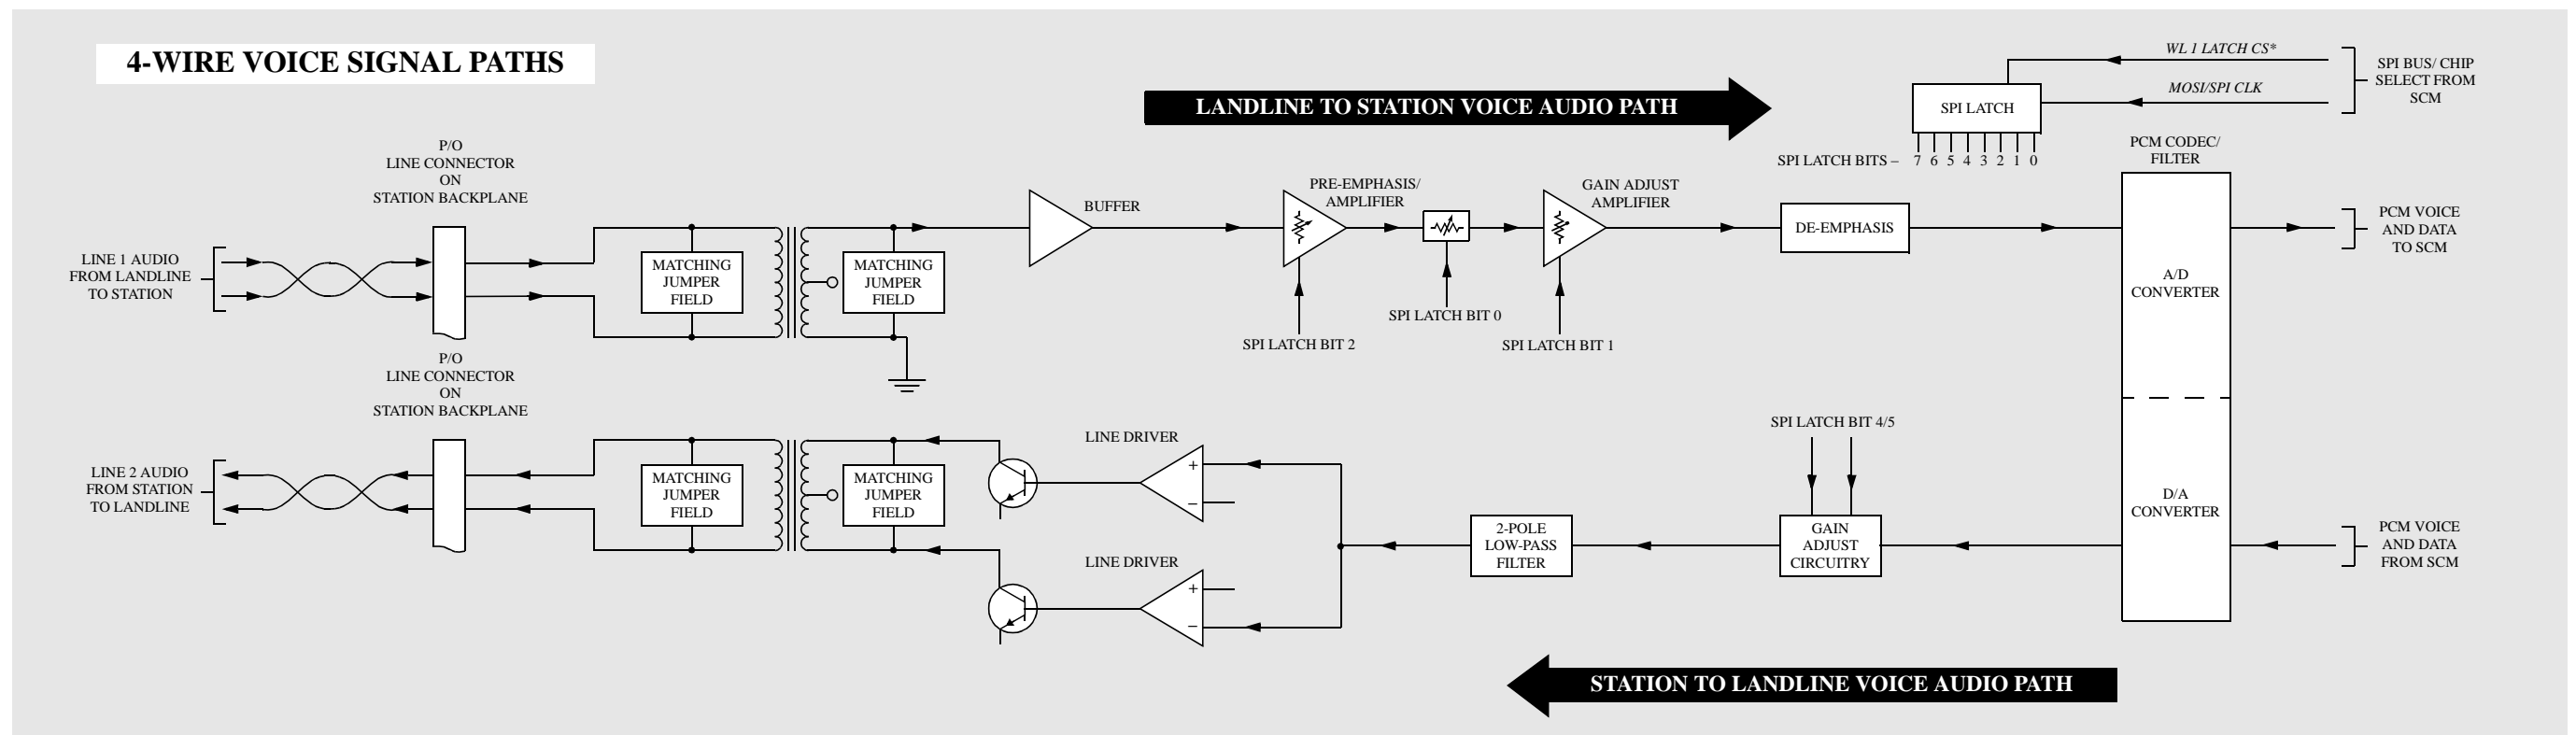 4-WIRE VOICE SIGNAL PATHS
LANDLINE TO STATION VOICE AUDIO PATH
WL 1 LATCH CS*
MOSI/SPI CLK
SPI BUS/ CHIP
SELECT FROM
SCM
SPI LATCH
SPI LATCH BITS – 7 6 5 4 3 2 1 0
PCM CODEC/
FILTER
P/O
LINE CONNECTOR
ON
STATION BACKPLANE
LINE 1 AUDIO
FROM LANDLINE
TO STATION
MATCHING
JUMPER
FIELD
MATCHING
JUMPER
FIELD
BUFFER
PRE-EMPHASIS/
AMPLIFIER
SPI LATCH BIT 2
SPI LATCH BIT 0
GAIN ADJUST
AMPLIFIER
SPI LATCH BIT 1
DE-EMPHASIS
A/D
CONVERTER
PCM VOICE
AND DATA
TO SCM
P/O
LINE CONNECTOR
ON
STATION BACKPLANE
LINE 2 AUDIO
FROM STATION
TO LANDLINE
MATCHING
JUMPER
FIELD
MATCHING
JUMPER
FIELD
LINE DRIVER
+
–
LINE DRIVER
+
–
2-POLE
LOW-PASS
FILTER
SPI LATCH BIT 4/5
GAIN
ADJUST
CIRCUITRY
D/A
CONVERTER
PCM VOICE
AND DATA
FROM SCM
STATION TO LANDLINE VOICE AUDIO PATH